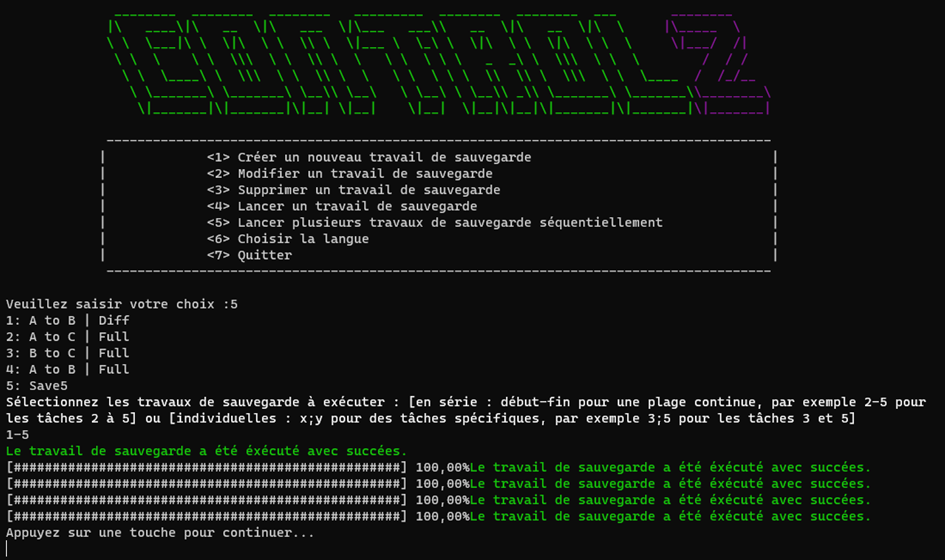 CONTROL Z
<1> Créer un nouveau travail de sauvegarde
<2> Modifier un travail de sauvegarde
<3> Supprimer un travail de sauvegarde
<4> Lancer un travail de sauvegarde
<5> Lancer plusieurs travaux de sauvegarde séquentiellement
<6> Choisir la langue
<7> Quitter
Veuillez saisir votre choix :5
1: A to B | Diff
2: A to C | Full
3: B to C | Full
4: A to B | Full
5: Save5
Sélectionnez les travaux de sauvegarde à exécuter : [en série : début-fin pour une plage continue, par exemple 2-5 pour
les tâches 2 à 5] ou [individuelles : x;y pour des tâches spécifiques, par exemple 3;5 pour les tâches 3 et 5]
1-5
Le travail de sauvegarde a été éxécuté avec succées.
[##################################################] 100,00%Le travail de sauvegarde a été éxécuté avec succées.
[##################################################] 100,00%Le travail de sauvegarde a été éxécuté avec succées.
[##################################################] 100,00%Le travail de sauvegarde a été éxécuté avec succées.
[##################################################] 100,00%Le travail de sauvegarde a été éxécuté avec succées.
Appuyez sur une touche pour continuer...